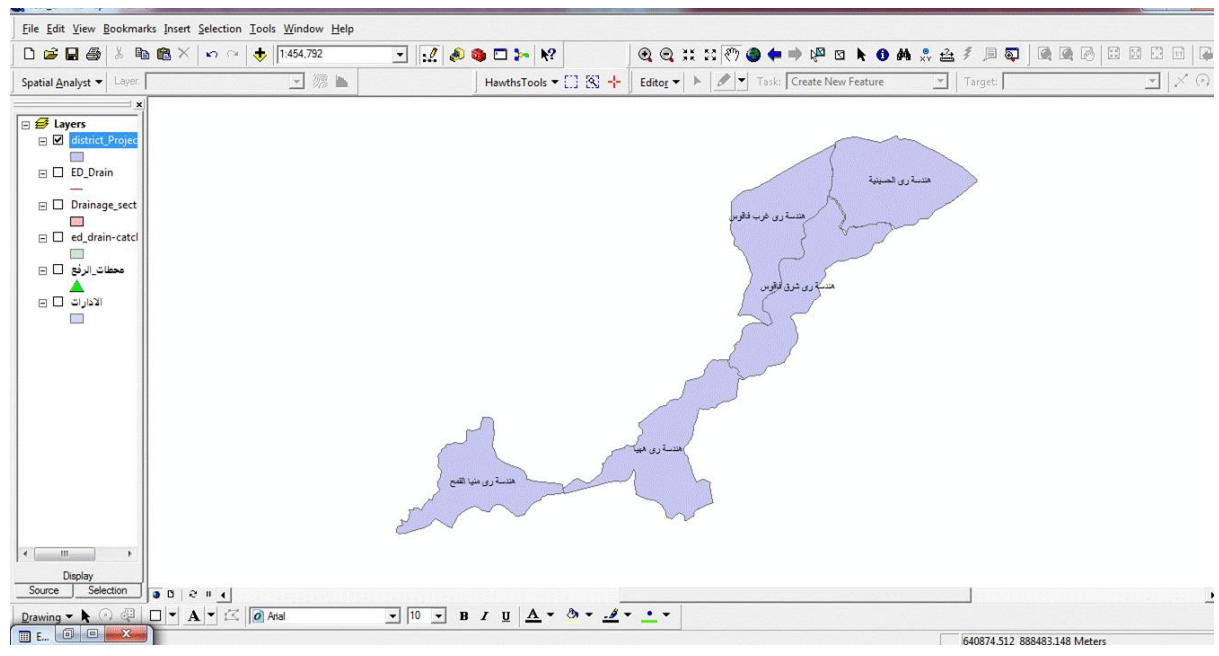 File Edit View Bookmarks Insert Selection Tools Window Help
1:454,792
Spatial Analyst Layer: HawthsTools Editor Task: Create New Feature Target:
Layers
district_Projec
ED_Drain
Drainage_sect
ed_drain-catcl
محطات_الرفع
الادارات
هندسة رى الحسينية
هندسة رى غرب فاقوس
هندسة رى شرق فاقوس
هندسة رى ههيا
هندسة رى منيا القمح
Display
Source Selection
Drawing A Arial 10 B I U A
E...
640874.512 888483.148 Meters